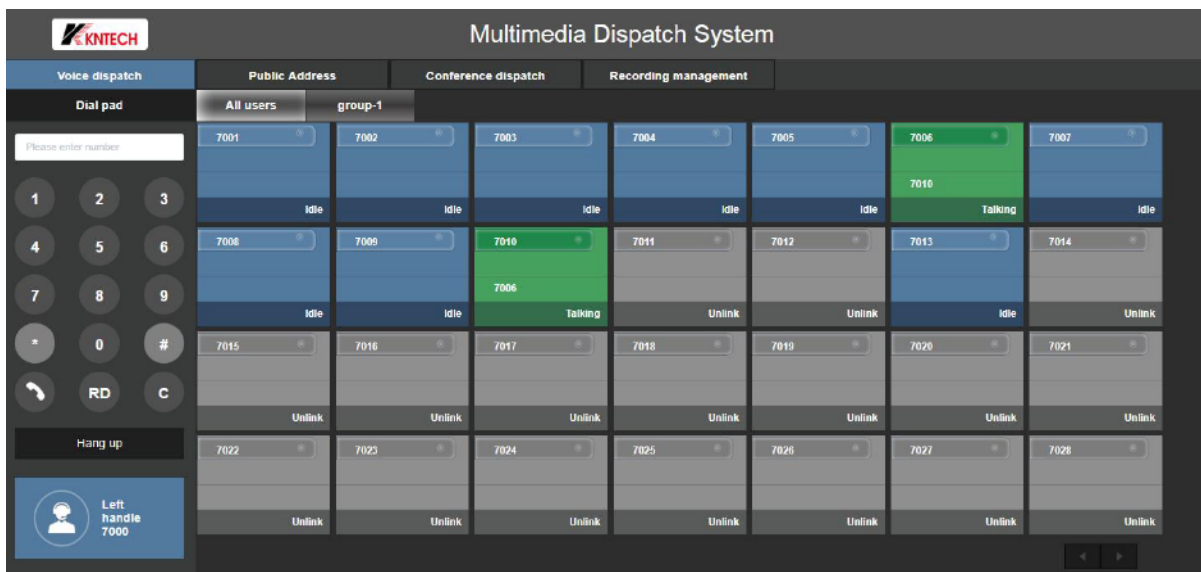 KNTECH
Multimedia Dispatch System
Voice dispatch Public Address Conference dispatch Recording management
Dial pad All users group-1
Please enter number
1 2 3
4 5 6
7 8 9
* 0 #
RD C
Hang up
Left
handle
7000
7001 7002 7003 7004 7005 7006 7007
7010
Idle Idle Idle Idle Idle Talking Idle
7008 7009 7010 7011 7012 7013 7014
7006
Idle Idle Talking Unlink Unlink Idle Unlink
7015 7016 7017 7018 7019 7020 7021
Unlink Unlink Unlink Unlink Unlink Unlink Unlink
7022 7023 7024 7025 7026 7027 7028
Unlink Unlink Unlink Unlink Unlink Unlink Unlink